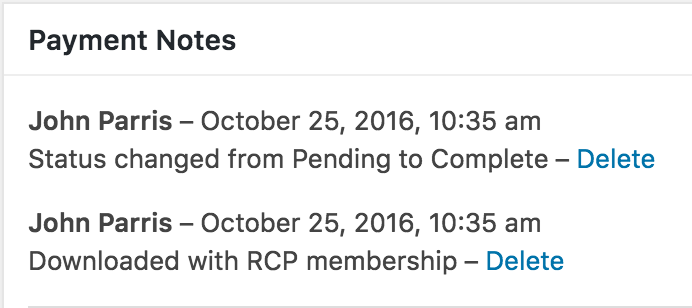 Payment Notes
John Parris – October 25, 2016, 10:35 am
Status changed from Pending to Complete – Delete
John Parris – October 25, 2016, 10:35 am
Downloaded with RCP membership – Delete